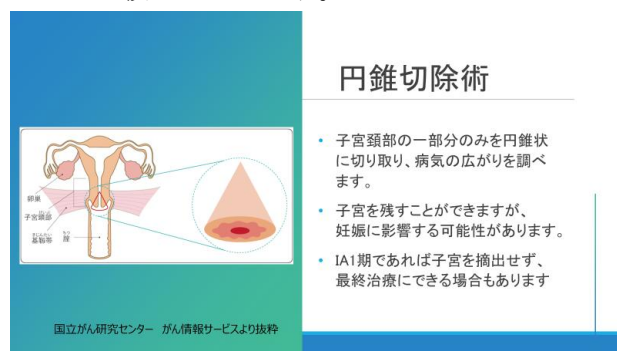 円錐切除術
子宮頚部の一部分のみを円錐状
に切り取り、病気の広がりを調べ
ます。
子宮を残すことができますが、
妊娠に影響する可能性があります。
IA1期であれば子宮を摘出せず、
最終治療にできる場合もあります
卵巣
子宮頸部
基靱帯
腟
国立がん研究センター がん情報サービスより抜粋